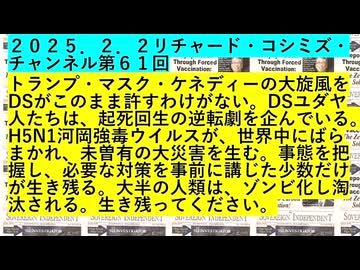 ２０２５．２．２リチャード・コシミズ・
チャンネル第６１回
トランプ・マスク・ケネディーの大旋風を
DSがこのまま許すわけがない。DSユダヤ
人たちは、起死回生の逆転劇を企んでいる。
H5N1河岡強毒ウイルスが、世界中にばら
まかれ、未曽有の大災害を生む。事態を把
握し、必要な対策を事前に講じた少数だけ
が生き残る。大半の人類は、ゾンビ化し淘
汰される。生き残ってください。
Through Forced
Vaccination:
SOVEREIGN INDEPENDENT